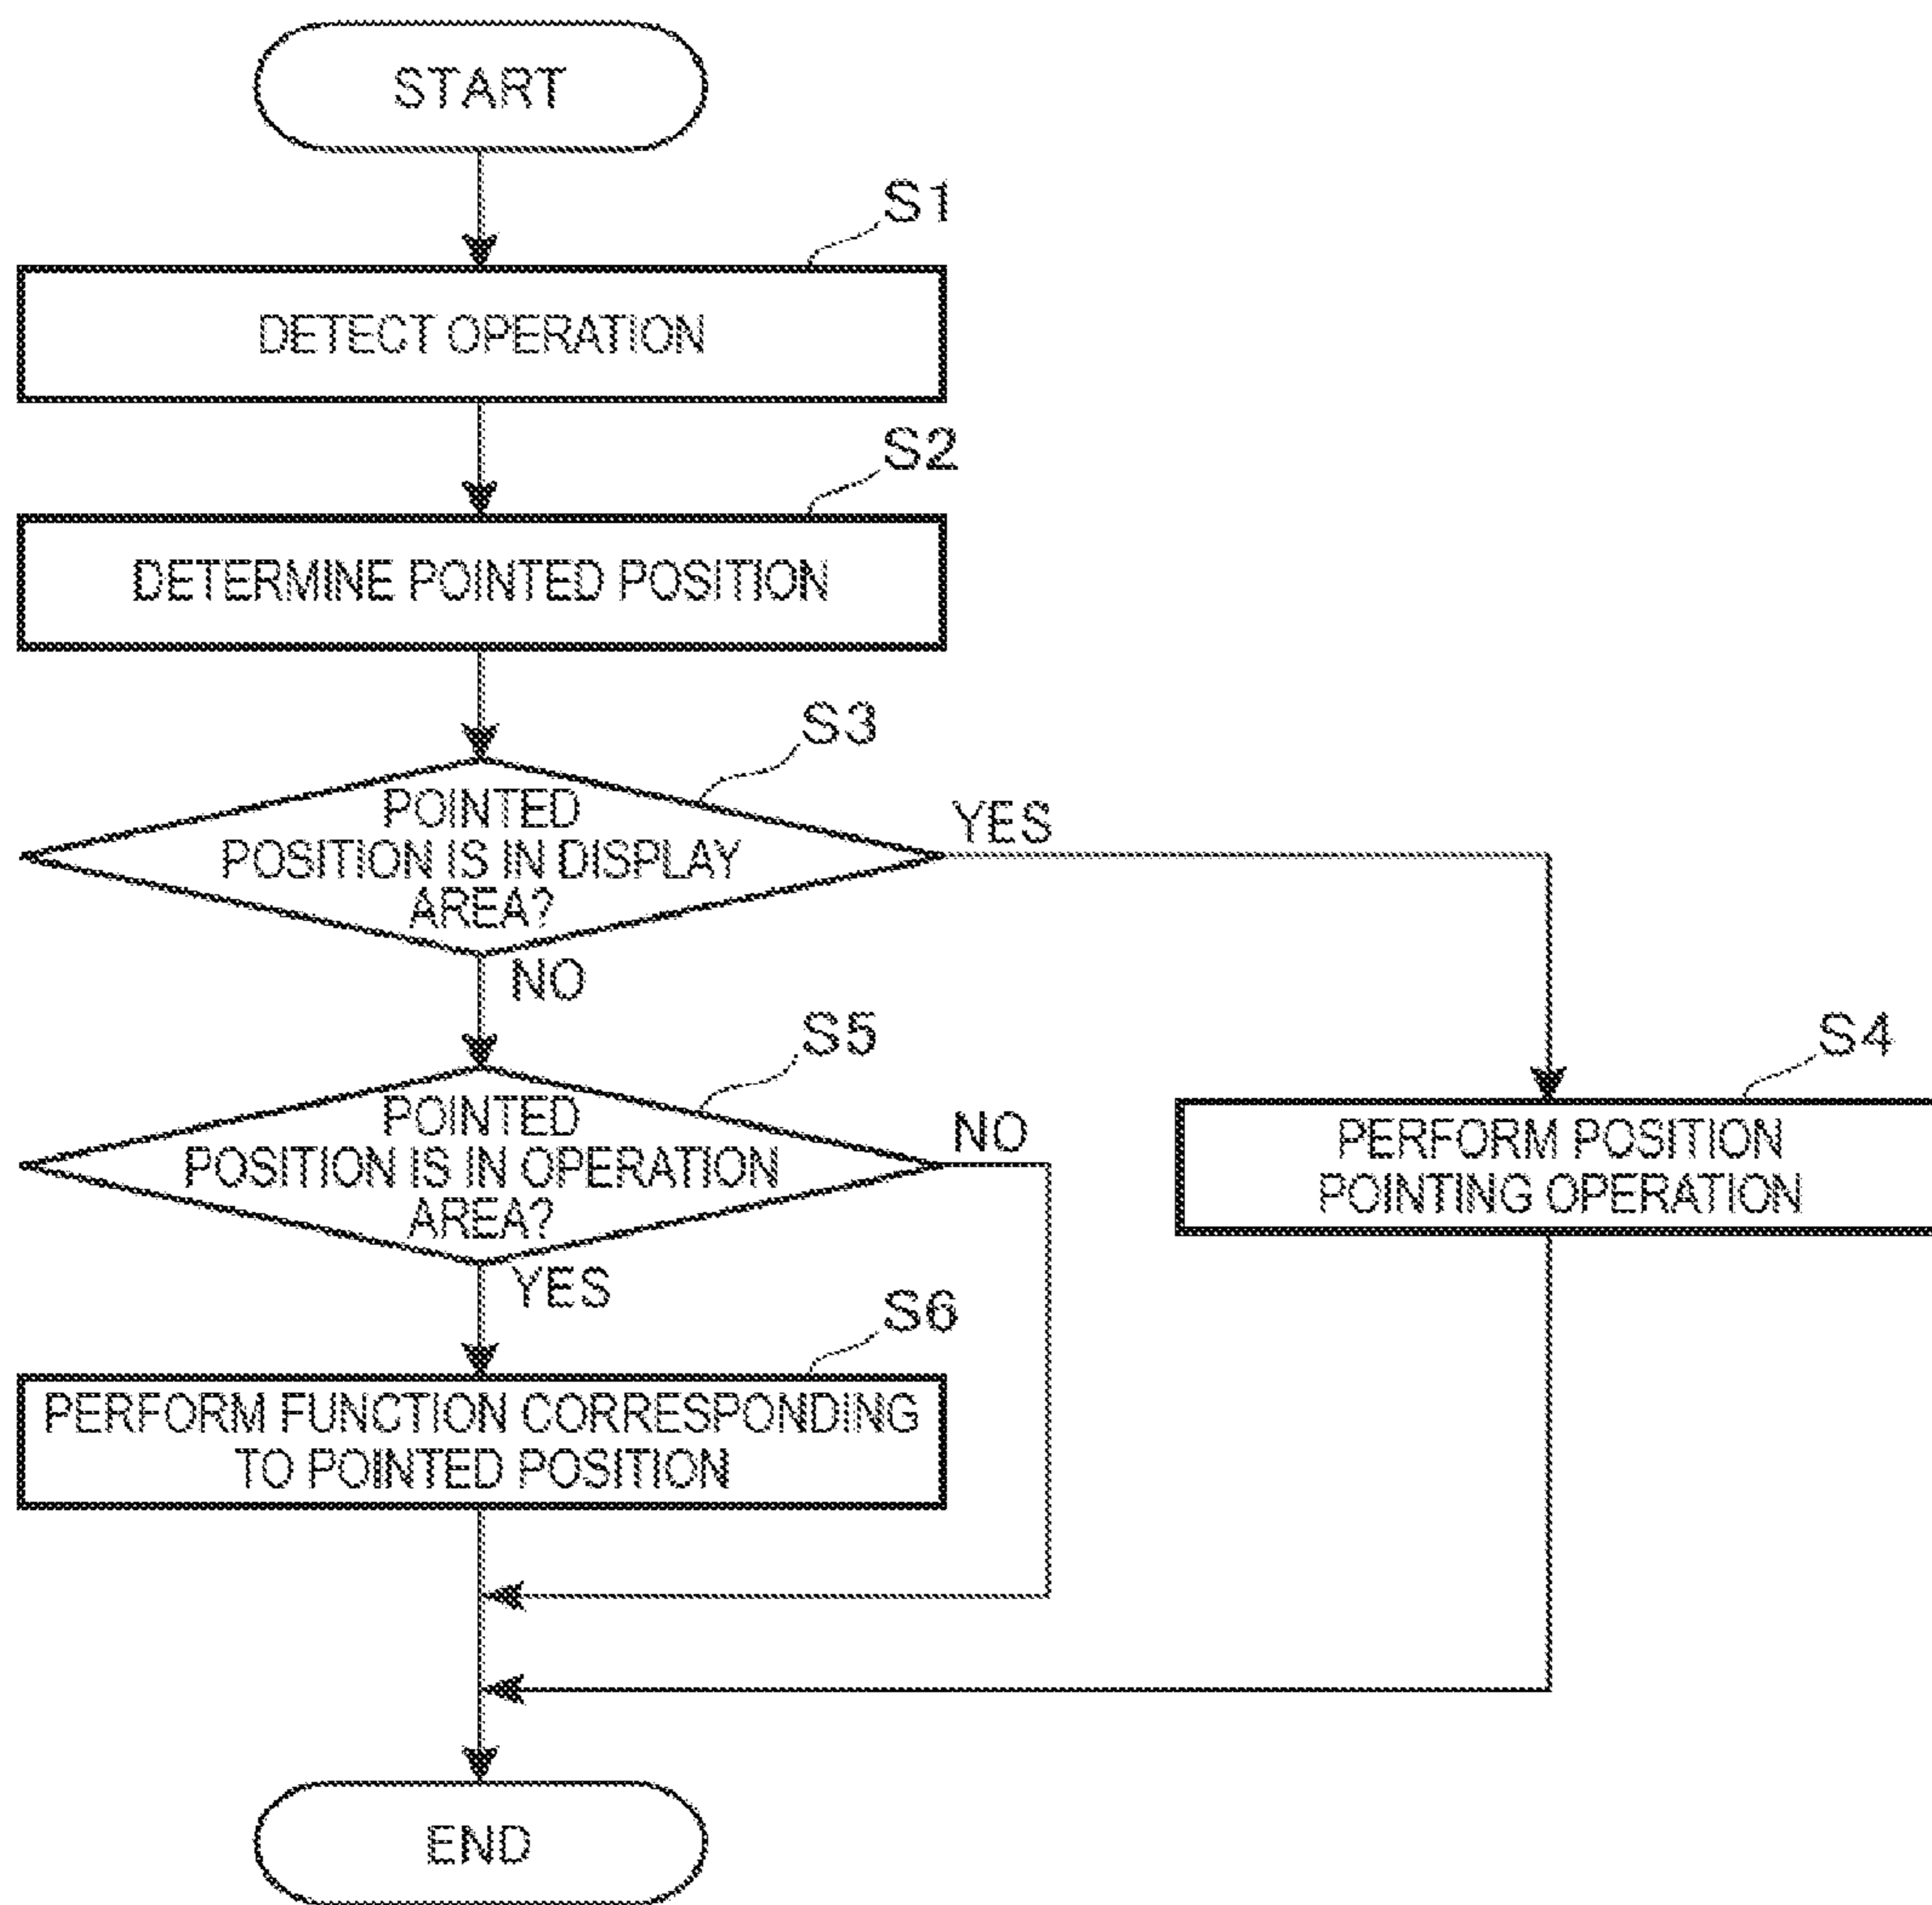 START
S1
DETECT OPERATION
S2
DETERMINE POINTED POSITION
S3
POINTED
POSITION IS IN DISPLAY
AREA?
YES
NO
S5
POINTED
POSITION IS IN OPERATION
AREA?
NO
YES
S4
PERFORM POSITION
POINTING OPERATION
S6
PERFORM FUNCTION CORRESPONDING
TO POINTED POSITION
END